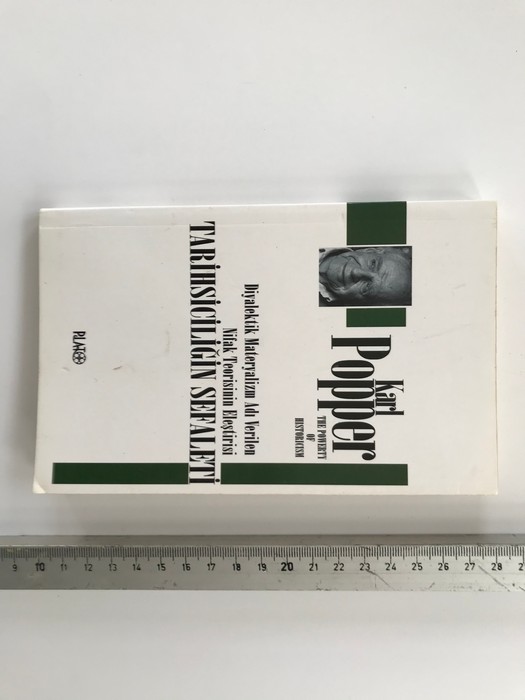 Karl
Popper
THE POVERTY
OF
HISTORICISM
Diyalektik Materyalizm Adı Verilen
Nifak Teorisinin Eleştirisi
TARİHSİCİLİĞİN SEFALETİ
PLATO
9 10 11 12 13 14 15 16 17 18 19 20 21 22 23 24 25 26 27 28 2